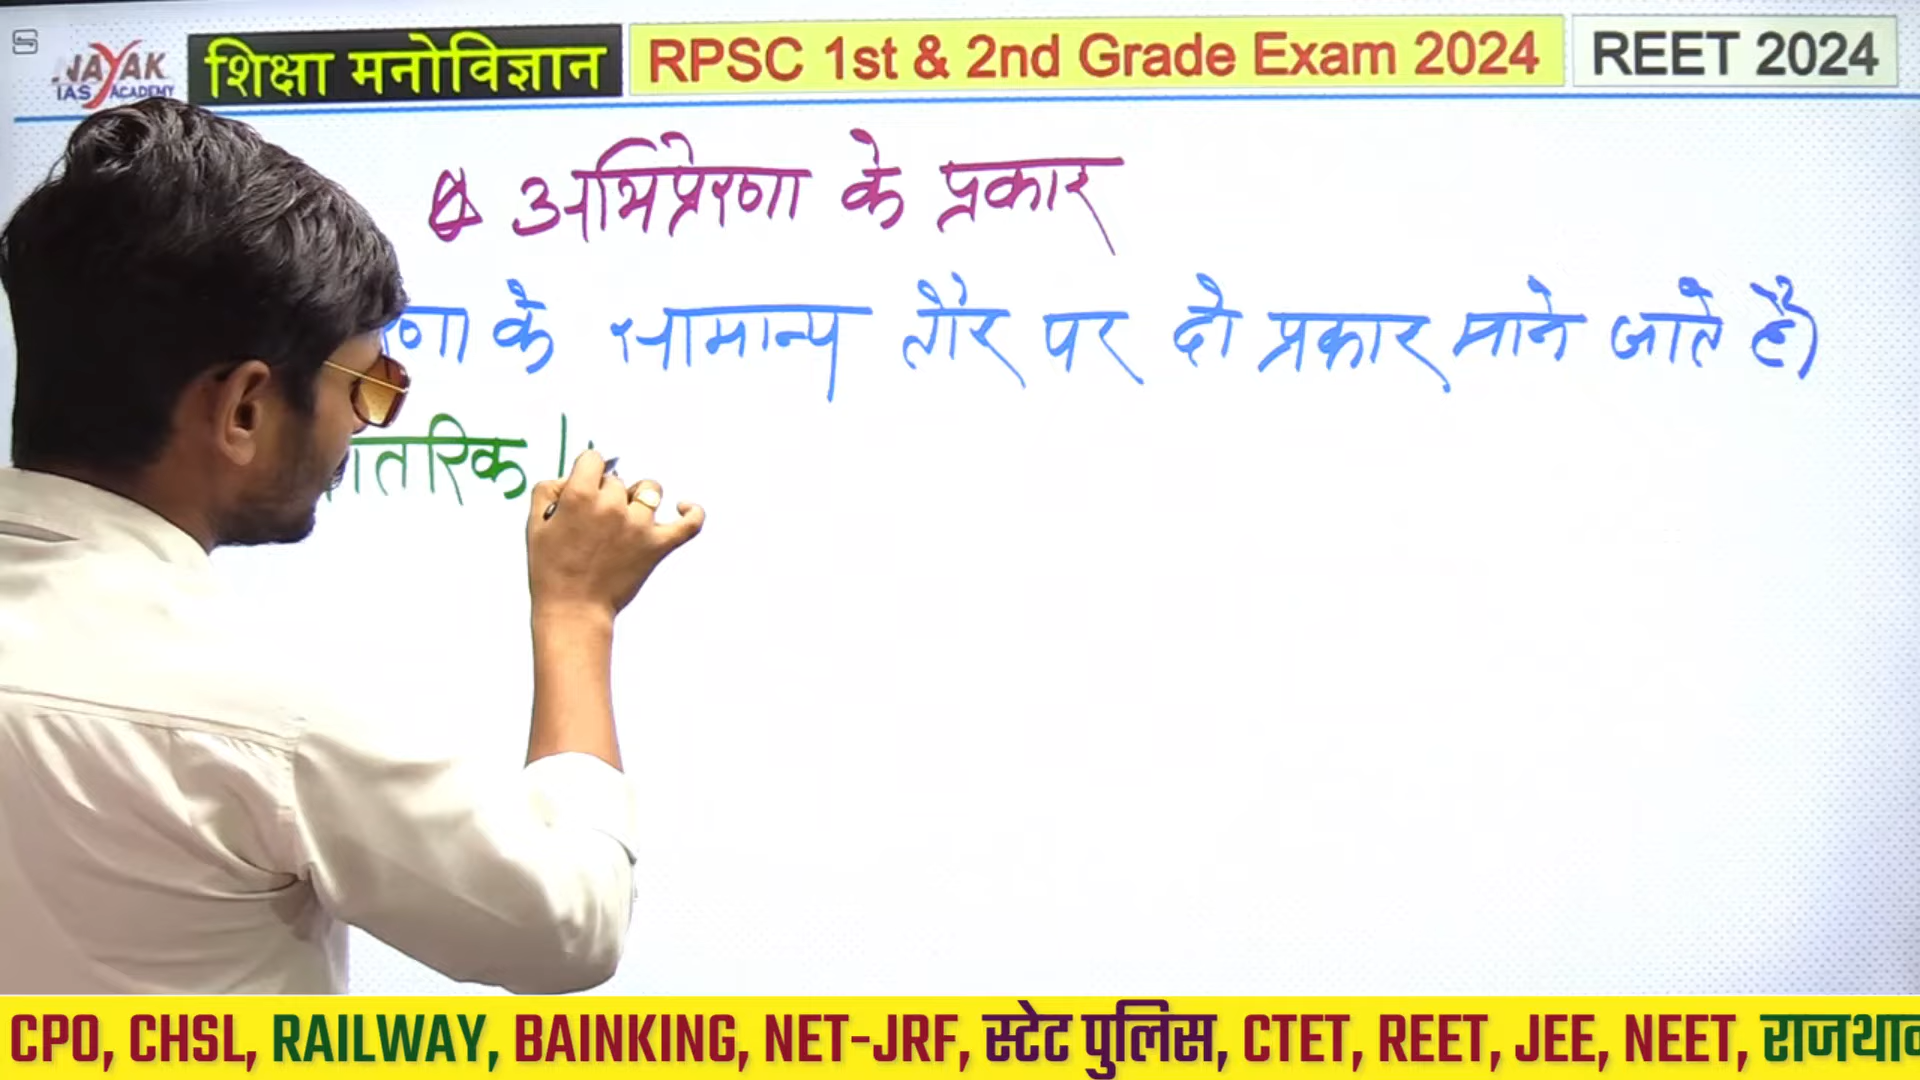 NAYAK
IAS ACADEMY
शिक्षा मनोविज्ञान
RPSC 1st & 2nd Grade Exam 2024
REET 2024
अभिप्रेरणा के प्रकार
के सामान्य तौर पर दो प्रकार माने जाते है।
CPO, CHSL, RAILWAY, BAINKING, NET-JRF, स्टेट पुलिस, CTET, REET, JEE, NEET,